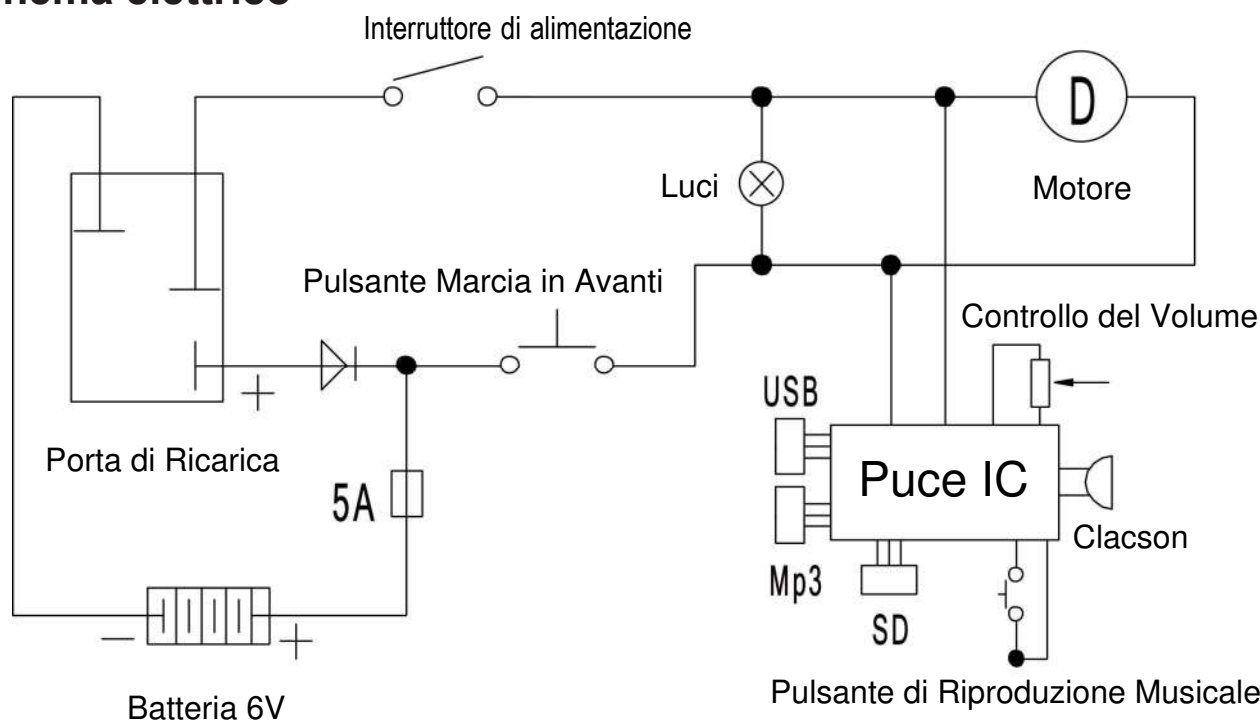 elettrico
Interruttore di alimentazione
D
Luci
Motore
Pulsante Marcia in Avanti
Controllo del Volume
+
USB
Porta di Ricarica
Puce IC
5A
Clacson
Mp3
SD
− +
Pulsante di Riproduzione Musicale
Batteria 6V